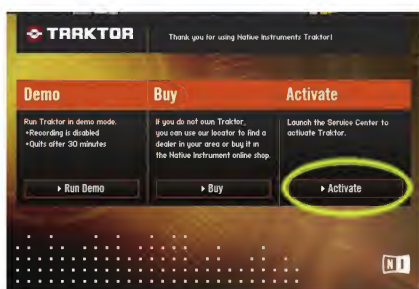 TRAKTOR
Thank you for using Native Instruments Traktor!
Demo
Run Traktor in demo mode.
•Recording is disabled
•Quits after 30 minutes
Run Demo
Buy
If you do not own Traktor,
you can use our locator to find a
dealer in your area or buy it in
the Native Instrument online shop.
Buy
Activate
Launch the Service Center to
activate Traktor.
Activate
NI